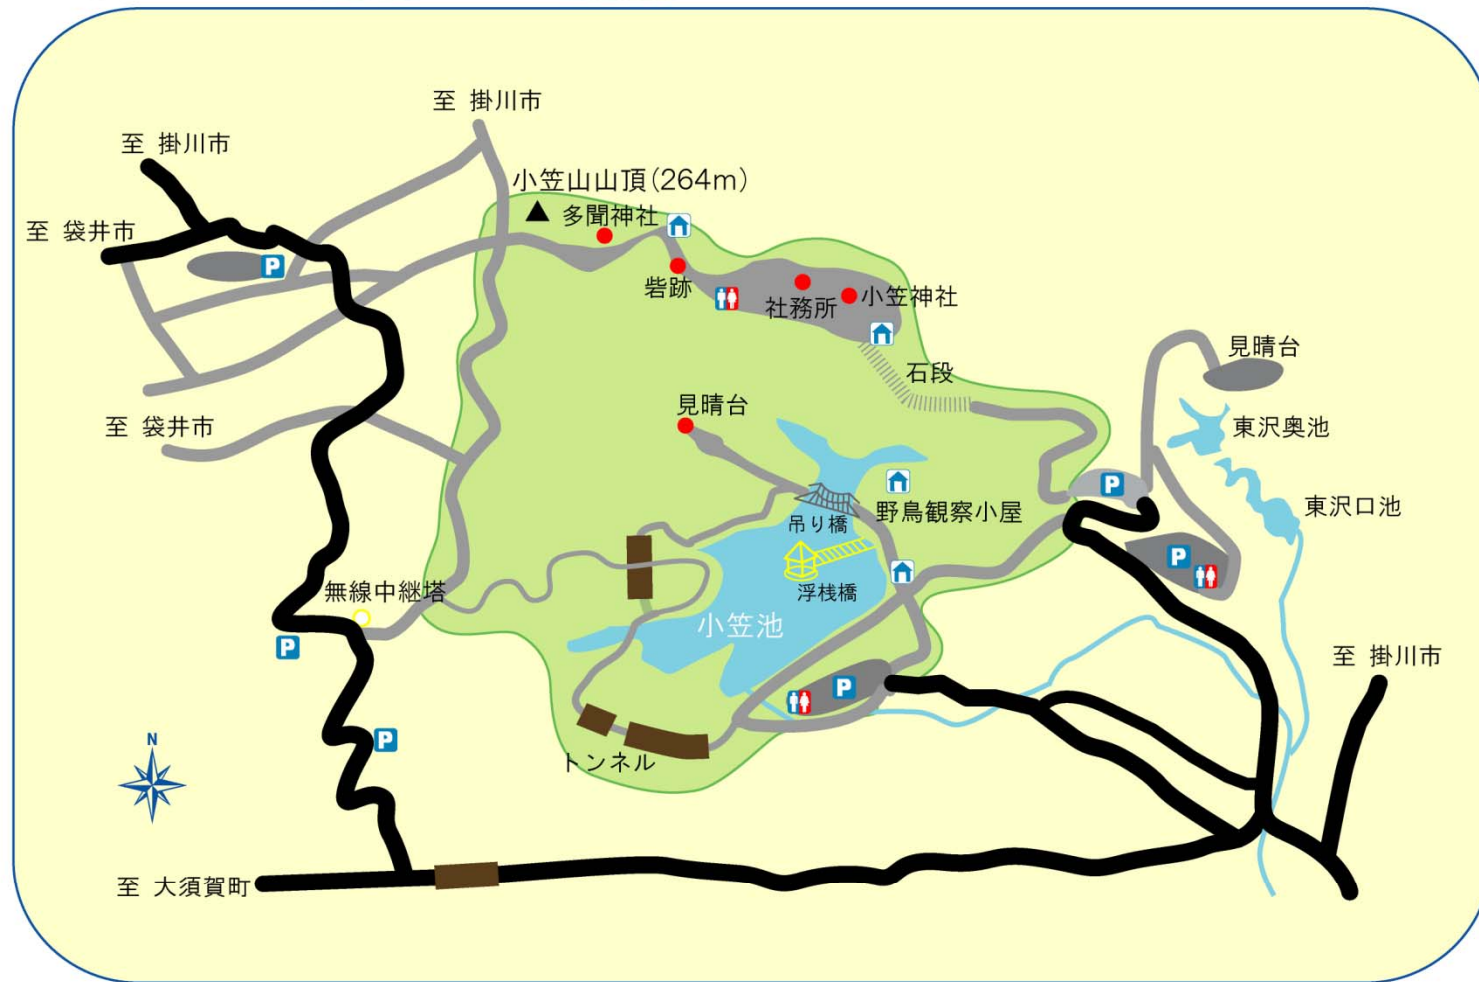 至 掛川市
至 掛川市
小笠山山頂(264m)
多聞神社
至 袋井市
P
砦跡
社務所
小笠神社
見晴台
石段
見晴台
至 袋井市
東沢奥池
P
野鳥観察小屋
東沢口池
吊り橋
P
無線中継塔
浮桟橋
小笠池
P
至 掛川市
P
P
N
トンネル
至 大須賀町